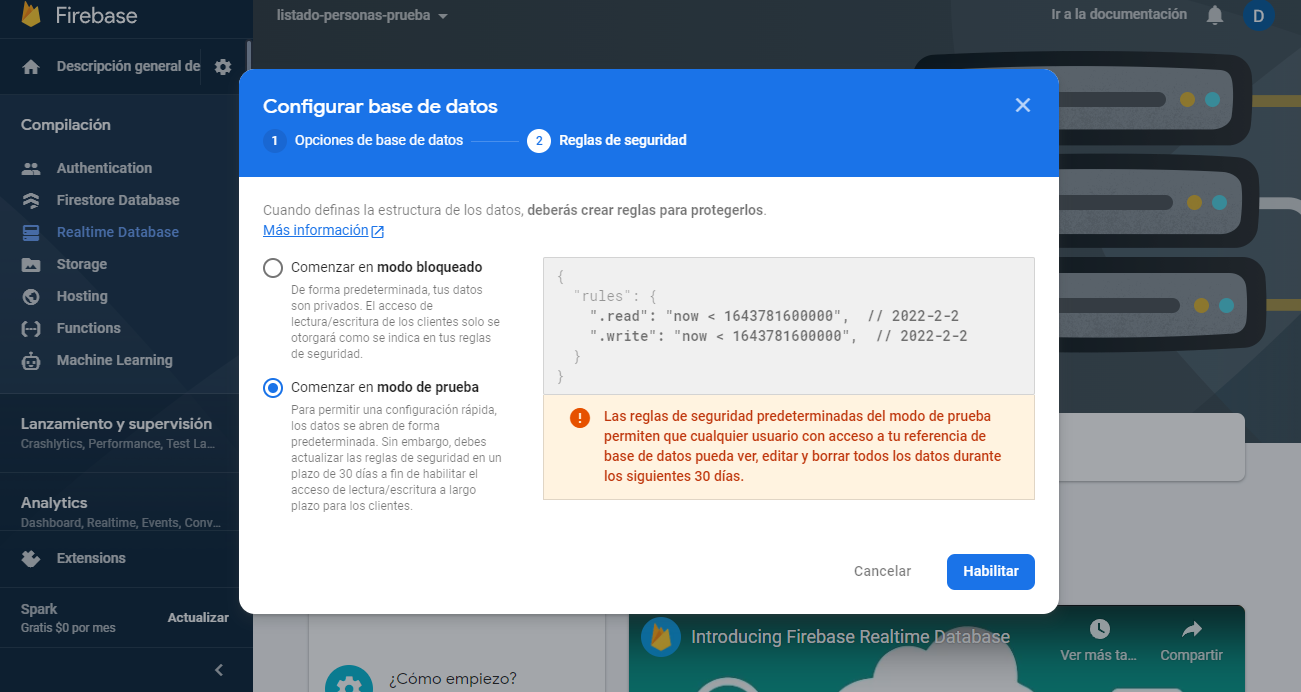 Firebase
listado-personas-prueba
Ir a la documentación
D
Descripción general de
Compilación
Authentication
Firestore Database
Realtime Database
Storage
Hosting
Functions
Machine Learning
Lanzamiento y supervisión
Crashlytics, Performance, Test La...
Analytics
Dashboard, Realtime, Events, Conv...
Extensions
Spark
Gratis $0 por mes
Actualizar
Configurar base de datos
1 Opciones de base de datos
2 Reglas de seguridad
Cuando definas la estructura de los datos, deberás crear reglas para protegerlos.
Más información
Comenzar en modo bloqueado
De forma predeterminada, tus datos
son privados. El acceso de
lectura/escritura de los clientes solo se
otorgará como se indica en tus reglas
de seguridad.
Comenzar en modo de prueba
Para permitir una configuración rápida,
los datos se abren de forma
predeterminada. Sin embargo, debes
actualizar las reglas de seguridad en un
plazo de 30 días a fin de habilitar el
acceso de lectura/escritura a largo
plazo para los clientes.
{
"rules": {
".read": "now < 1643781600000",  // 2022-2-2
".write": "now < 1643781600000",  // 2022-2-2
}
}
Las reglas de seguridad predeterminadas del modo de prueba
permiten que cualquier usuario con acceso a tu referencia de
base de datos pueda ver, editar y borrar todos los datos durante
los siguientes 30 días.
Cancelar
Habilitar
¿Cómo empiezo?
Introducing Firebase Realtime Database
Ver más ta...
Compartir